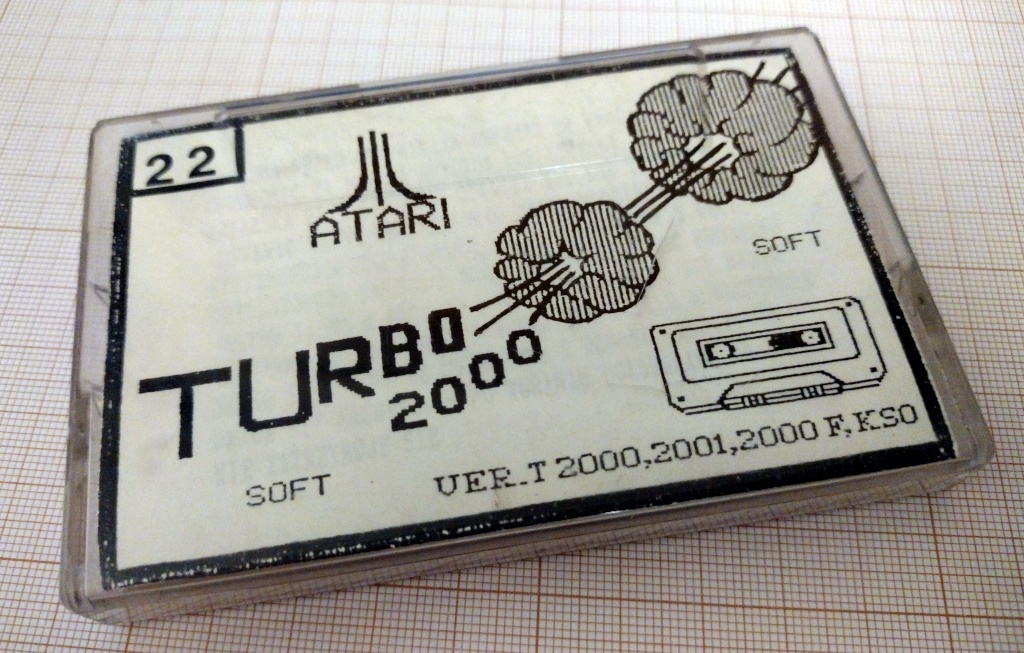 22
ATARI
SOFT
TURBO
2000
SOFT
VER.T 2000,2001,2000 F,KSO